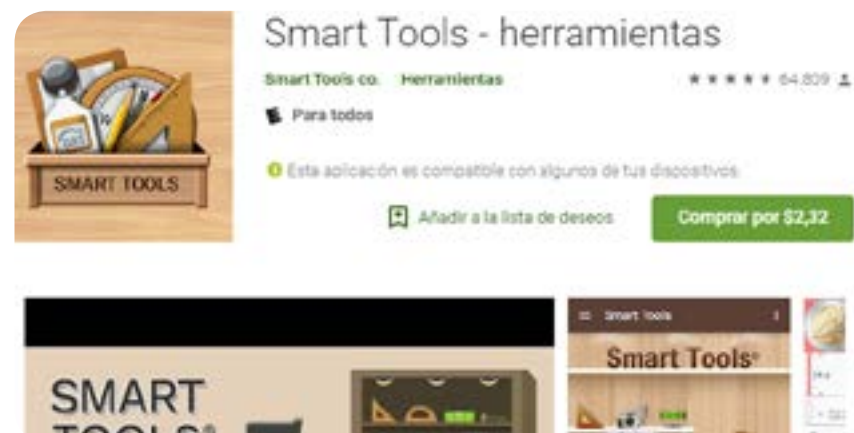 Smart Tools - herramientas
Smart Tools co. Herramientas
64.809
Para todos
Esta aplicación es compatible con algunos de tus dispositivos.
SMART TOOLS
Añadir a la lista de deseos
Comprar por $2,32
Smart Tools
Smart Tools®
SMART
TOOLS®